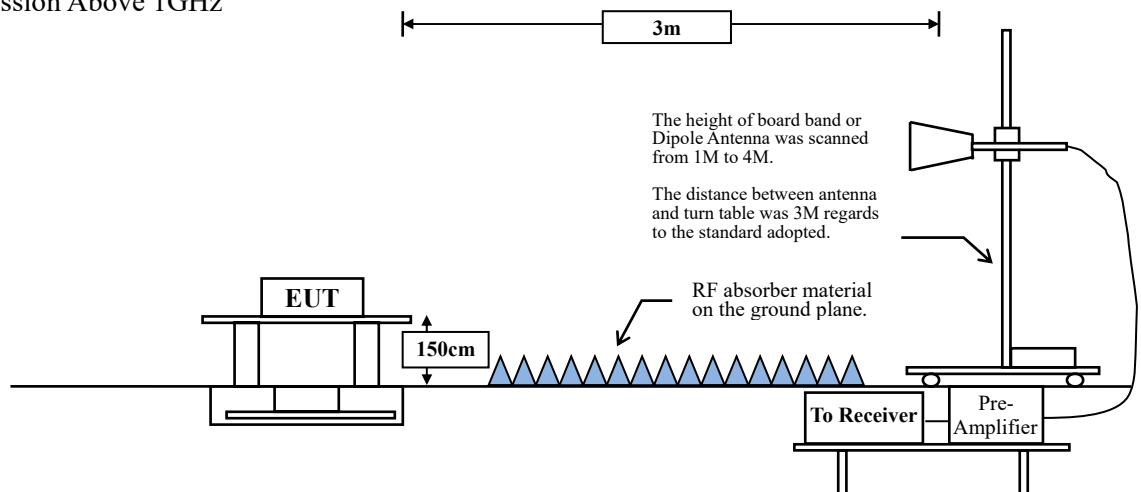 ssion Above 1GHz
3m
The height of board band or
Dipole Antenna was scanned
from 1M to 4M.
The distance between antenna
and turn table was 3M regards
to the standard adopted.
RF absorber material
on the ground plane.
EUT
150cm
To Receiver
Pre-
Amplifier